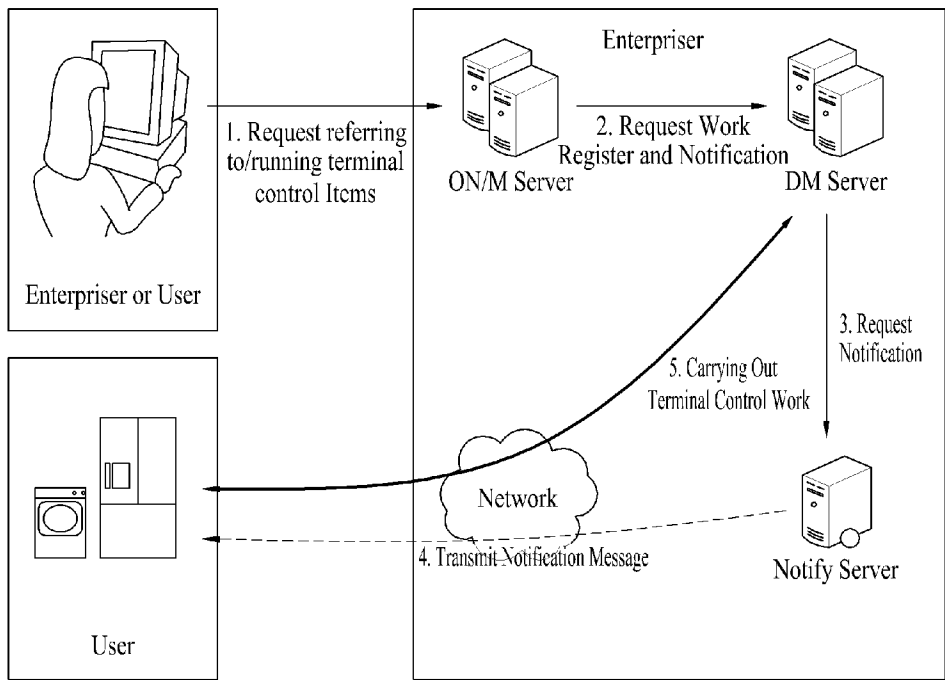 Enterpriser
1. Request referring
to/running terminal
control Items
2. Request Work
Register and Notification
ON/M Server
DM Server
Enterpriser or User
3. Request
Notification
5. Carrying Out
Terminal Control Work
Network
4. Transmit Notification Message
Notify Server
User